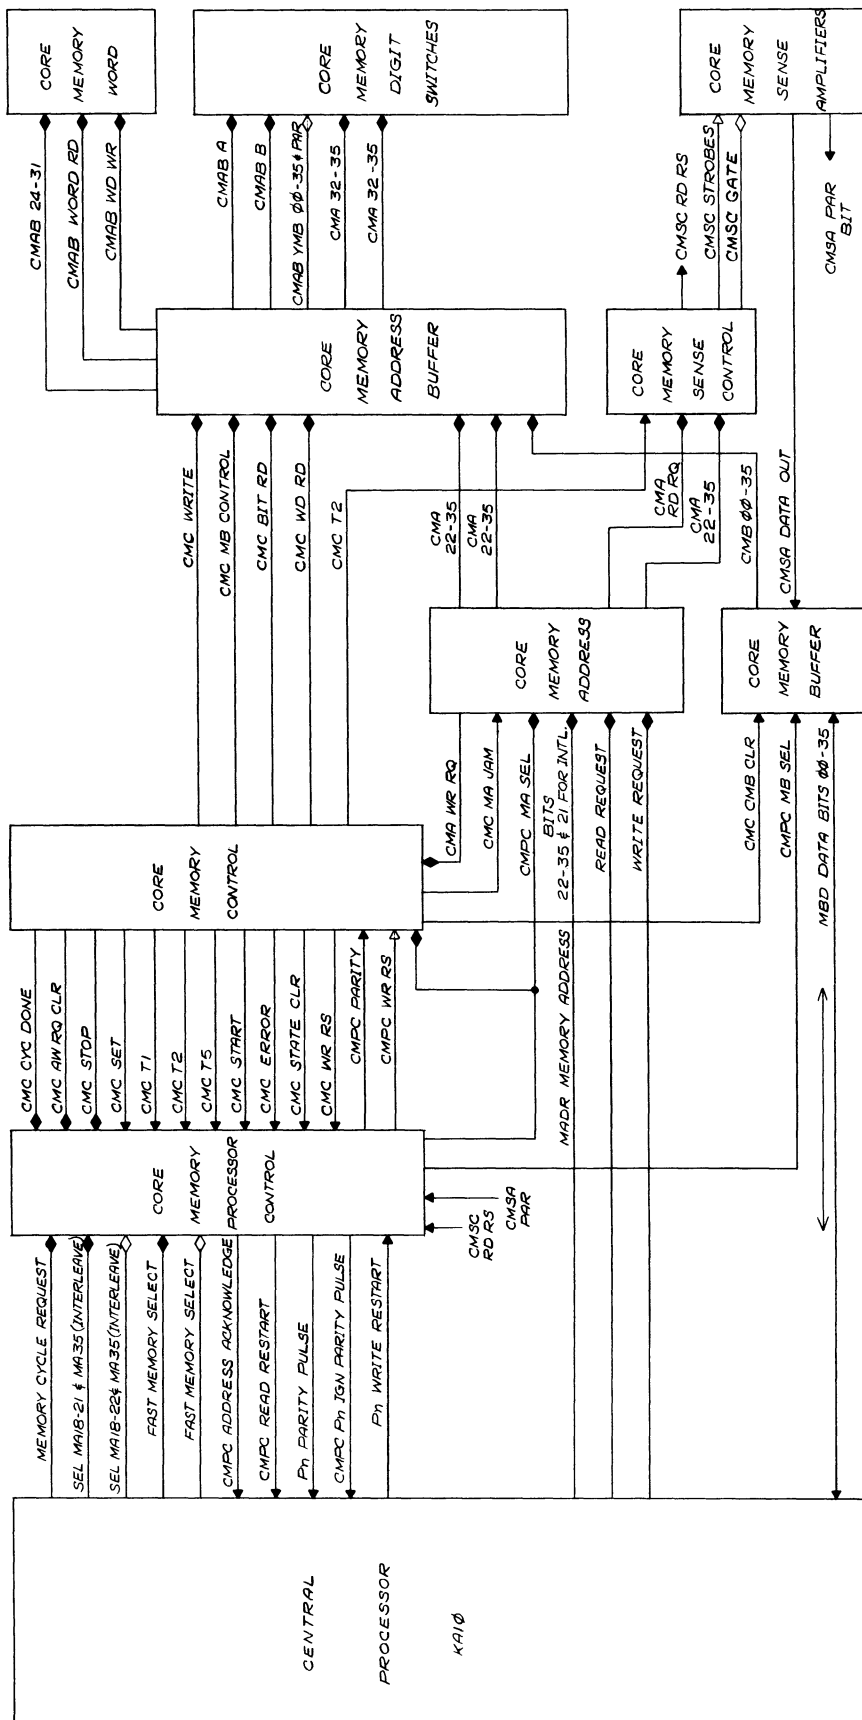 CENTRAL
PROCESSOR
KA1Ø
MEMORY CYCLE REQUEST
SEL MA18-21 & MA35 (INTERLEAVE)
SEL MA18-22 & MA35 (INTERLEAVE)
FAST MEMORY SELECT
FAST MEMORY SELECT
CMPC ADDRESS ACKNOWLEDGE
CMPC READ RESTART
Pn PARITY PULSE
CMPC Pn IGN PARITY PULSE
Pn WRITE RESTART
CORE
MEMORY
PROCESSOR
CONTROL
CMSC
RD RS
CMSA
PAR
CMC CYC DONE
CMC AW RQ CLR
CMC STOP
CMC SET
CMC T1
CMC T2
CMC T5
CMC START
CMC ERROR
CMC STATE CLR
CMC WR RS
CMPC PARITY
CMPC WR RS
CORE
MEMORY
CONTROL
CMA WR RQ
CMC MA JAM
CMPC MA SEL
MADR MEMORY ADDRESS
BITS
22-35 & 21 FOR INTL.
READ REQUEST
WRITE REQUEST
CMC CMB CLR
CMPC MB SEL
MBD DATA BITS ØØ-35
CMC WRITE
CMC MB CONTROL
CMC BIT RD
CMC WD RD
CMC T2
CORE
MEMORY
ADDRESS
CORE
MEMORY
BUFFER
CMA
22-35
CMA
22-35
CMA
RD RQ
CMA
22-35
CMB ØØ-35
CMSA DATA OUT
CORE
MEMORY
ADDRESS
BUFFER
CORE
MEMORY
SENSE
CONTROL
CMAB 24-31
CMAB WORD RD
CMAB WD WR
CMAB A
CMAB B
CMAB YMB ØØ-35 & PAR
CMA 32-35
CMA 32-35
CMSC RD RS
CMSC STROBES
CMSC GATE
CORE
MEMORY
WORD
CORE
MEMORY
DIGIT
SWITCHES
CORE
MEMORY
SENSE
AMPLIFIERS
CMSA PAR
BIT